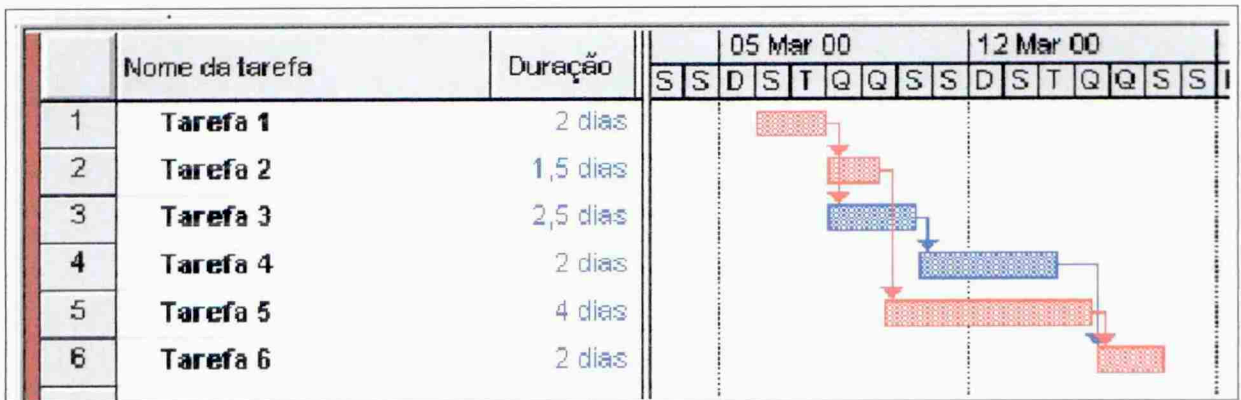 05 Mar 00 12 Mar 00
Nome da tarefa Duração
S S D S T Q Q S S D S T Q Q S S
1 Tarefa 1 2 dias
2 Tarefa 2 1,5 dias
3 Tarefa 3 2,5 dias
4 Tarefa 4 2 dias
5 Tarefa 5 4 dias
6 Tarefa 6 2 dias